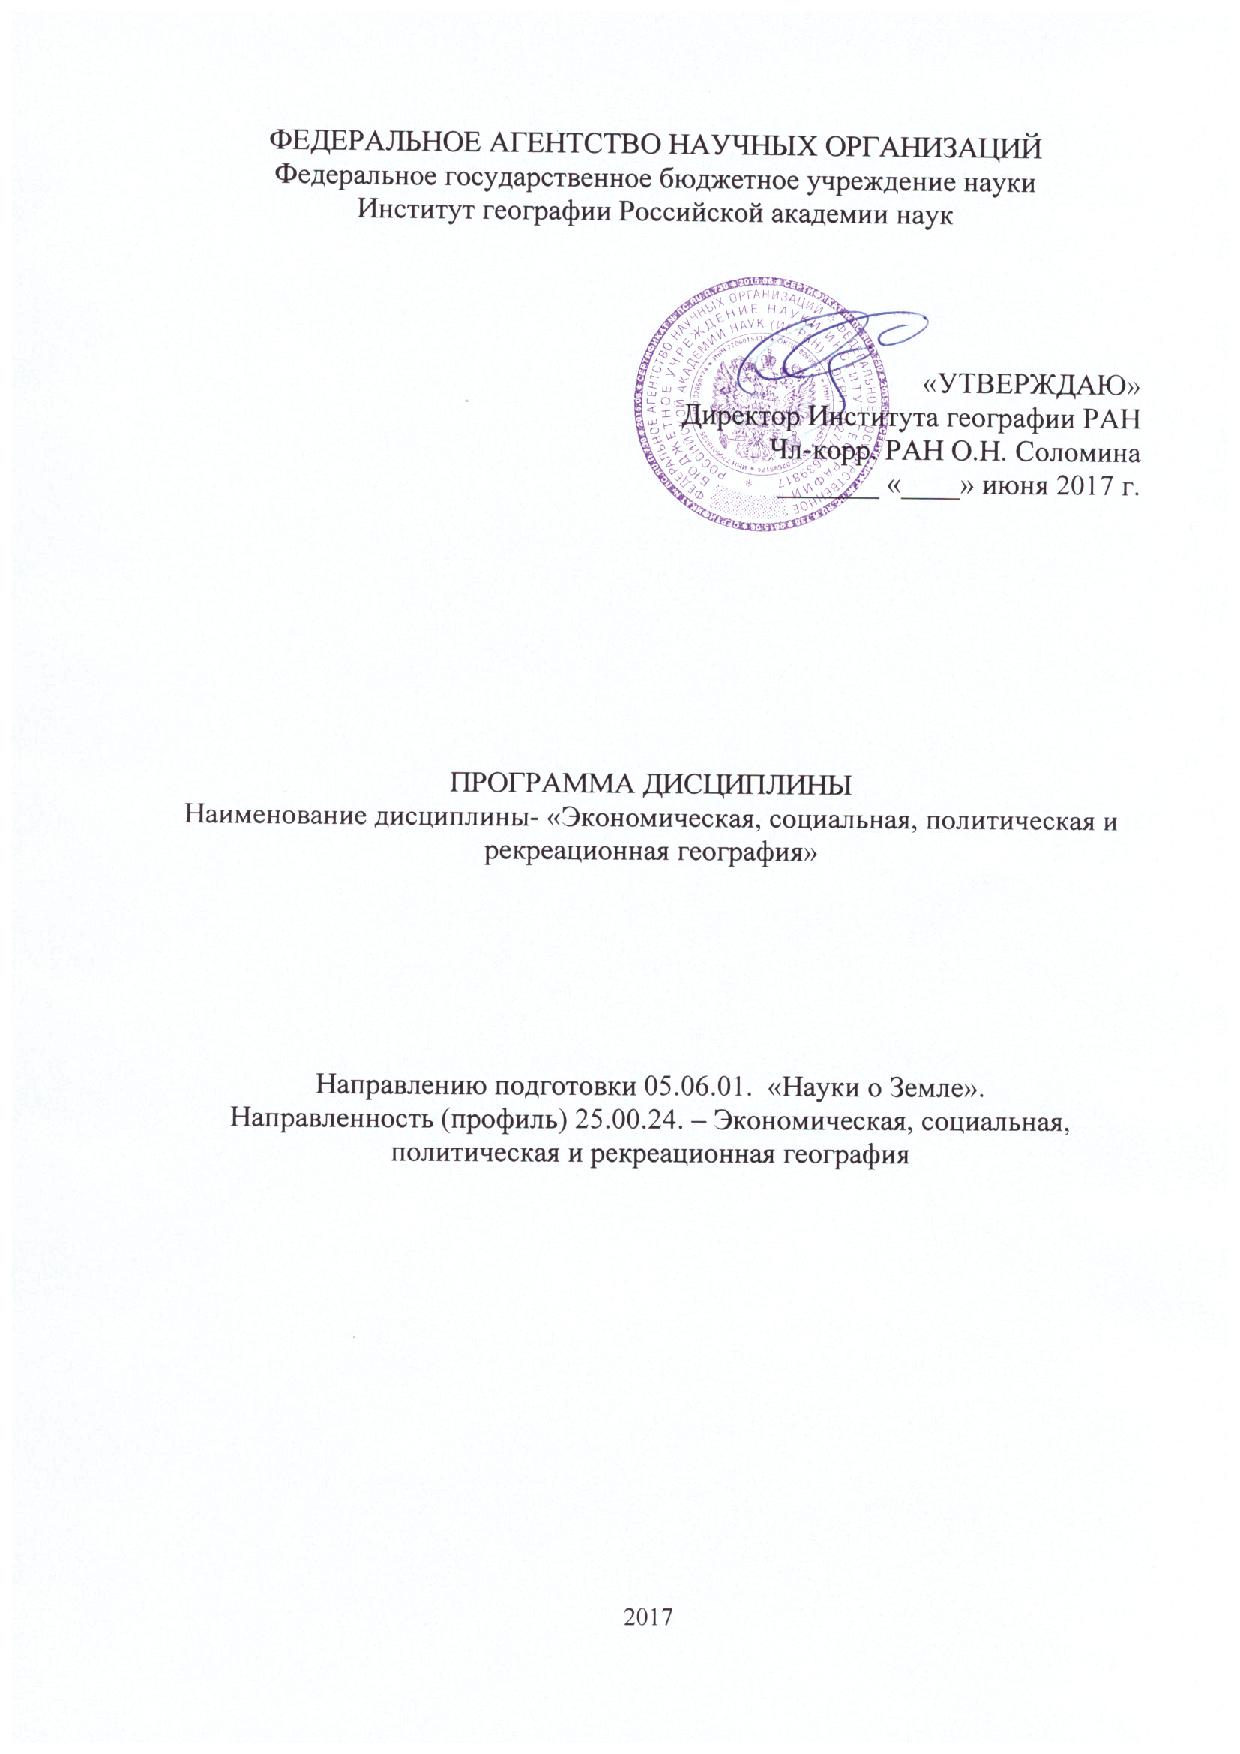 ФЕДЕРАЛЬНОЕ АГЕНТСТВО НАУЧНЫХ ОРГАНИЗАЦИЙ
Федеральное государственное бюджетное учреждение науки
Институт географии Российской академии наук
«УТВЕРЖДАЮ»
Директор Института географии РАН
Чл-корр. РАН О.Н. Соломина
_______ «____» июня 2017 г.
ПРОГРАММА ДИСЦИПЛИНЫ
Наименование дисциплины- «Экономическая, социальная, политическая и
рекреационная география»
Направлению подготовки 05.06.01. «Науки о Земле».
Направленность (профиль) 25.00.24. – Экономическая, социальная,
политическая и рекреационная география
2017